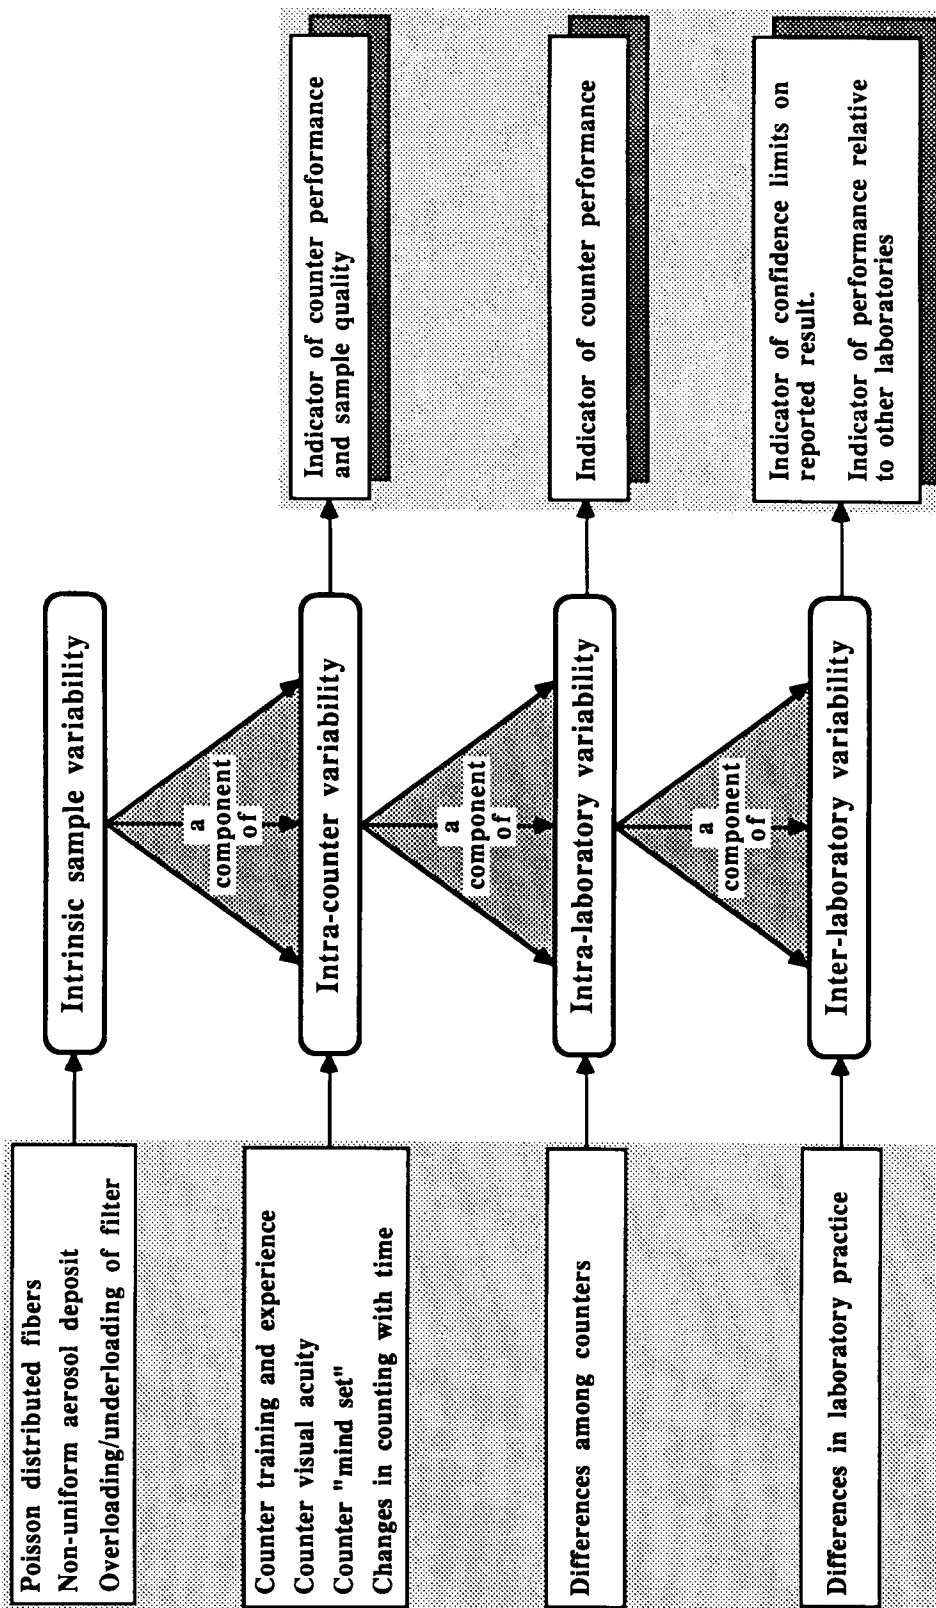 Poisson distributed fibers
Non-uniform aerosol deposit
Overloading/underloading of filter
Intrinsic sample variability
a
component
of
Counter training and experience
Counter visual acuity
Counter "mind set"
Changes in counting with time
Intra-counter variability
Indicator of counter performance
and sample quality
a
component
of
Differences among counters
Intra-laboratory variability
Indicator of counter performance
a
component
of
Differences in laboratory practice
Inter-laboratory variability
Indicator of confidence limits on
reported result.
Indicator of performance relative
to other laboratories